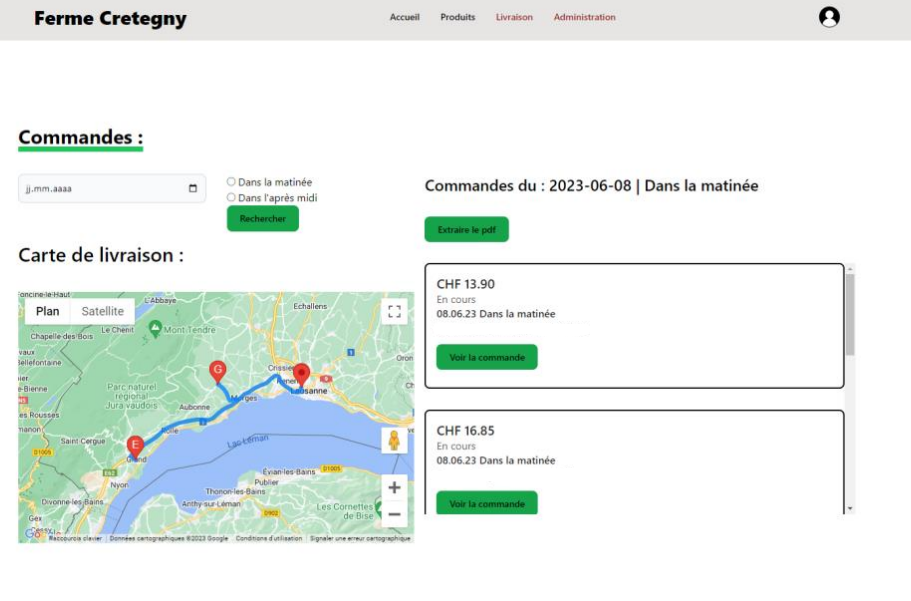 Ferme Cretegny
Accueil
Produits
Livraison
Administration
Commandes :
jj.mm.aaaa
Dans la matinée
Dans l'après midi
Rechercher
Carte de livraison :
Plan
Satellite
L'Abbaye
Echallens
Le Chenit
Mont Tendre
Chapelle-des-Bois
Bellefontaine
Oron
G
Crissier
Renens
Lausanne
Parc naturel
régional
Jura vaudois
Aubonne
Morges
Les Rousses
Rolle
Lac Léman
Saint-Cergue
E
Gland
D1005
Nyon
Évian-les-Bains
D1005
Publier
Thonon-les-Bains
Divonne-les-Bains
Anthy-sur-Léman
D902
Les Cornettes
de Bise
Gex
Raccourcis clavier
Données cartographiques ©2023 Google
Conditions d'utilisation
Signaler une erreur cartographique
Commandes du : 2023-06-08 | Dans la matinée
Extraire le pdf
CHF 13.90
En cours
08.06.23 Dans la matinée
Voir la commande
CHF 16.85
En cours
08.06.23 Dans la matinée
Voir la commande